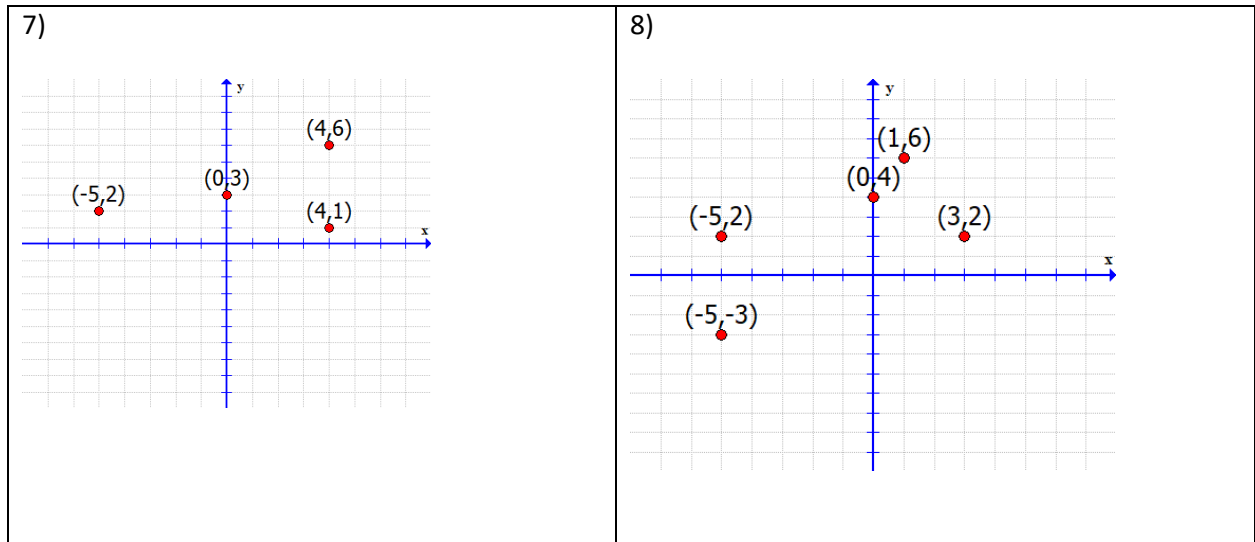 7)
y
(4,6)
(0,3)
(-5,2)
(4,1)
x
8)
y
(1,6)
(0,4)
(-5,2)
(3,2)
x
(-5,-3)